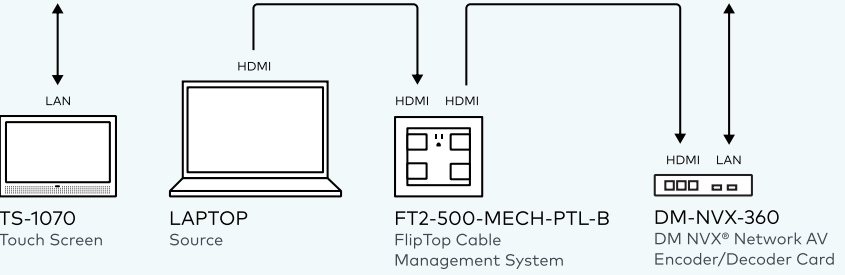 HDMI
LAN
HDMI
HDMI
HDMI
LAN
TS-1070
Touch Screen
LAPTOP
Source
FT2-500-MECH-PTL-B
FlipTop Cable
Management System
DM-NVX-360
DM NVX® Network AV
Encoder/Decoder Card